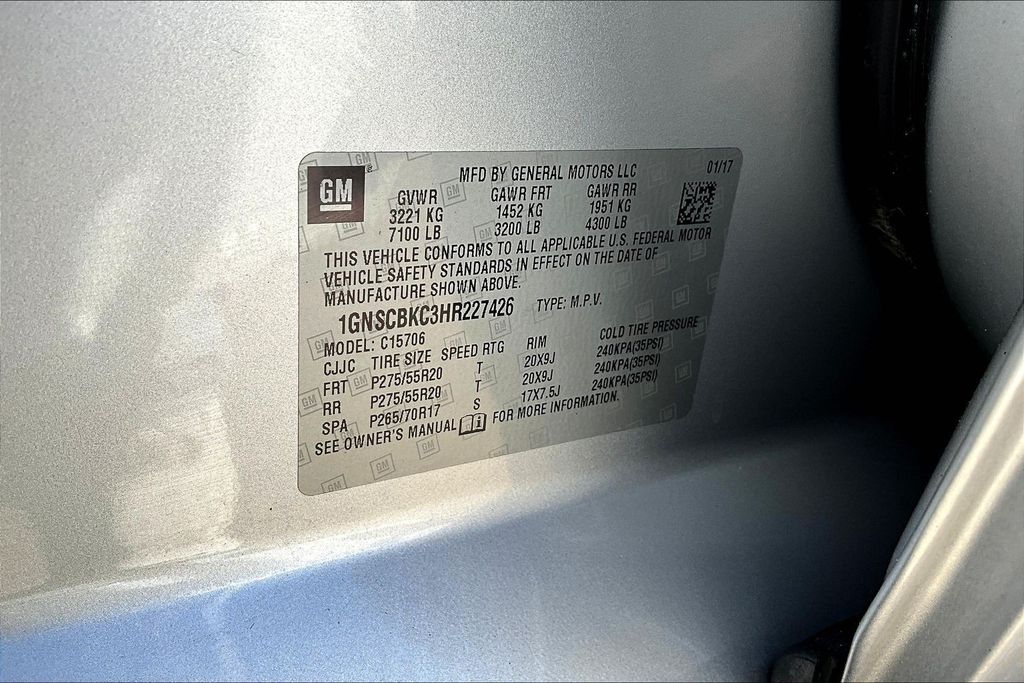 GM
MFD BY GENERAL MOTORS LLC 01/17
GVWR GAWR FRT GAWR RR
3221 KG 1452 KG 1951 KG
7100 LB 3200 LB 4300 LB
THIS VEHICLE CONFORMS TO ALL APPLICABLE U.S. FEDERAL MOTOR
VEHICLE SAFETY STANDARDS IN EFFECT ON THE DATE OF
MANUFACTURE SHOWN ABOVE.
1GNSCBKC3HR227426 TYPE: M.P.V.
MODEL: C15706
CJJC TIRE SIZE SPEED RTG RIM COLD TIRE PRESSURE
FRT P275/55R20 T 20X9J 240KPA(35PSI)
RR P275/55R20 T 20X9J 240KPA(35PSI)
SPA P265/70R17 S 17X7.5J 240KPA(35PSI)
SEE OWNER'S MANUAL FOR MORE INFORMATION.